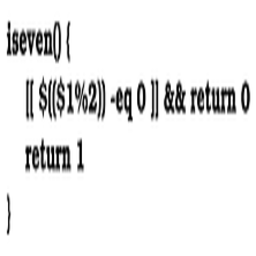 iseven() {
[[ $(($1%2)) -eq 0 ]] && return 0
return 1
}